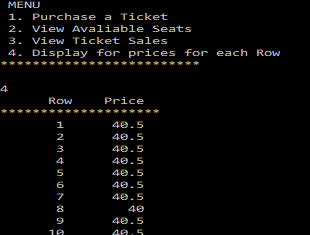 MENU
1. Purchase a Ticket
2. View Avaliable Seats
3. View Ticket Sales
4. Display for prices for each Row
*************************
4
Row Price
********************
1 40.5
2 40.5
3 40.5
4 40.5
5 40.5
6 40.5
7 40.5
8 40
9 40.5
10 40.5